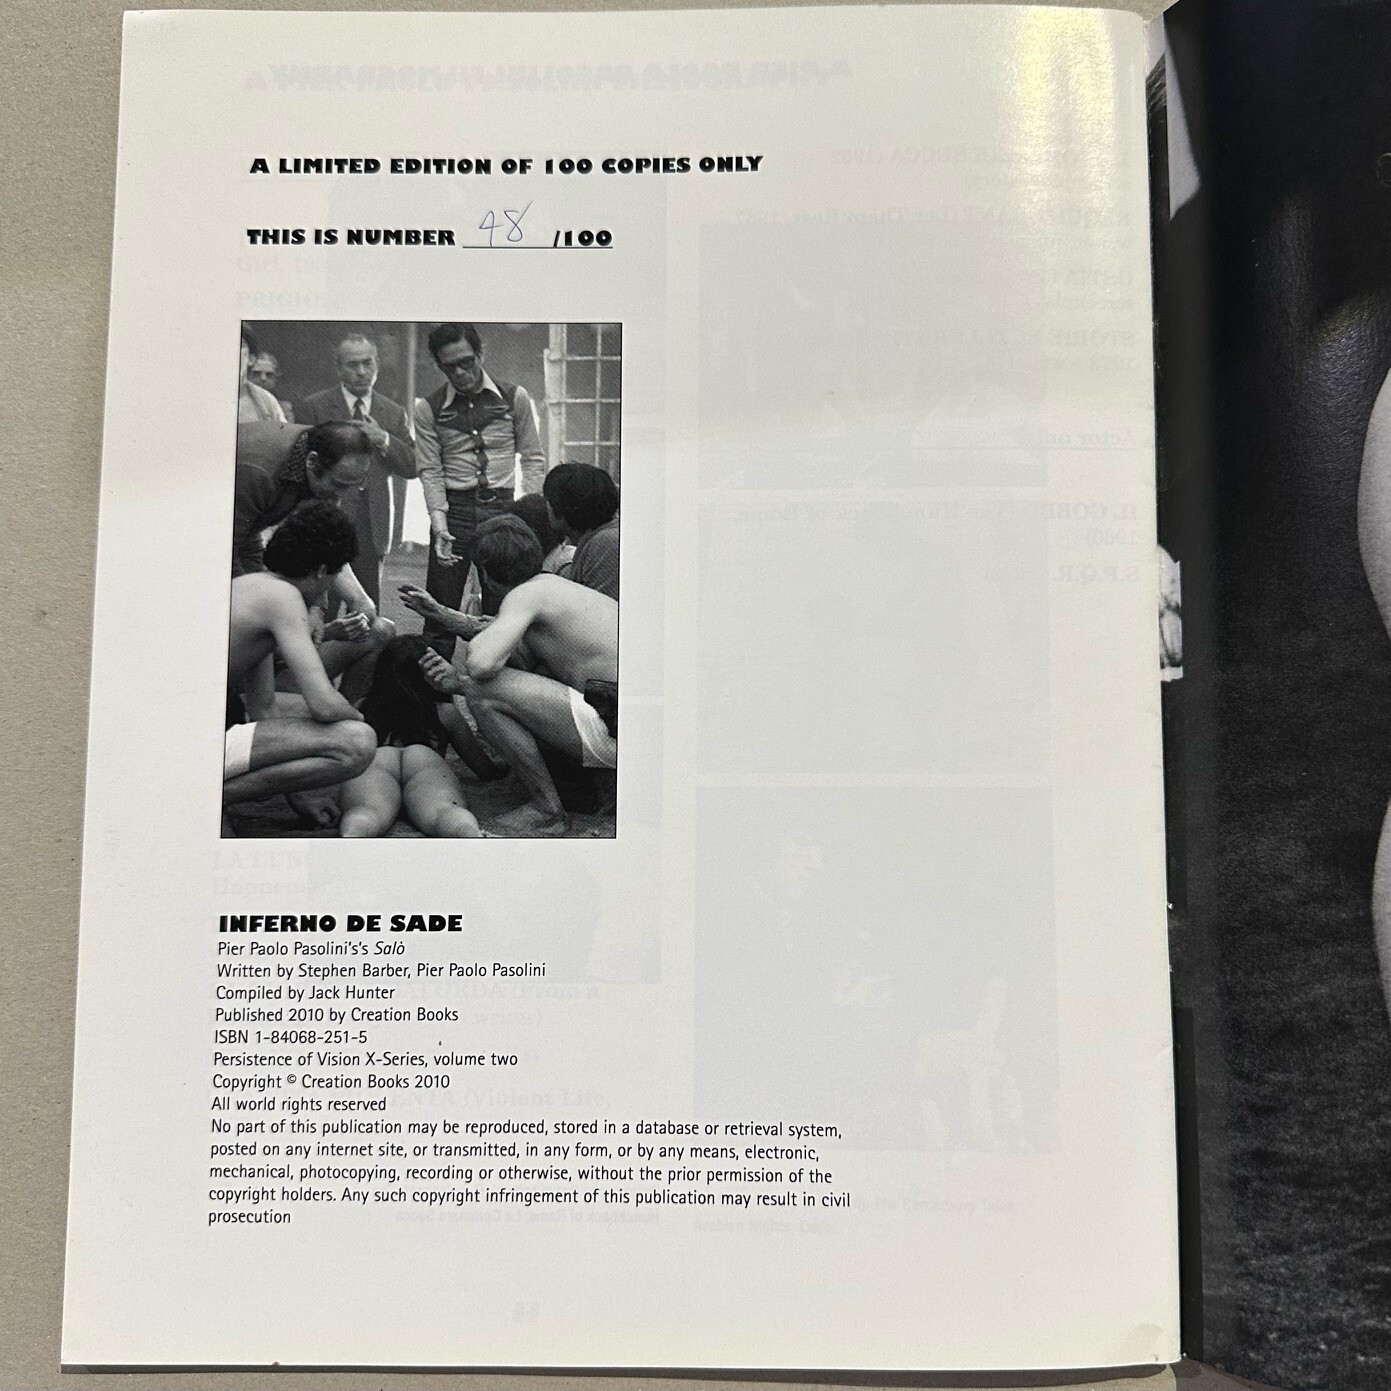 A LIMITED EDITION OF 100 COPIES ONLY
THIS IS NUMBER 48 /100
INFERNO DE SADE
Pier Paolo Pasolini's's Salò
Written by Stephen Barber, Pier Paolo Pasolini
Compiled by Jack Hunter
Published 2010 by Creation Books
ISBN 1-84068-251-5
Persistence of Vision X-Series, volume two
Copyright © Creation Books 2010
All world rights reserved
No part of this publication may be reproduced, stored in a database or retrieval system,
posted on any internet site, or transmitted, in any form, or by any means, electronic,
mechanical, photocopying, recording or otherwise, without the prior permission of the
copyright holders. Any such copyright infringement of this publication may result in civil
prosecution